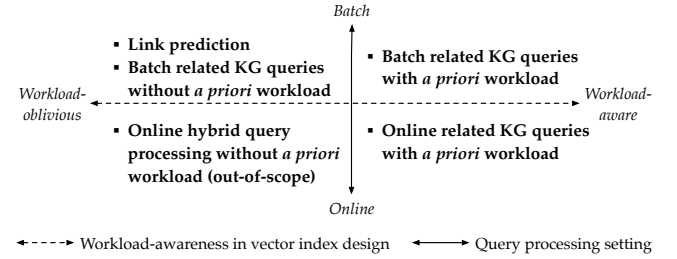 Batch
▪ Link prediction
▪ Batch related KG queries
without a priori workload
▪ Batch related KG queries
with a priori workload
Workload-
oblivious
Workload-
aware
▪ Online hybrid query
processing without a priori
workload (out-of-scope)
▪ Online related KG queries
with a priori workload
Online
Workload-awareness in vector index design
Query processing setting